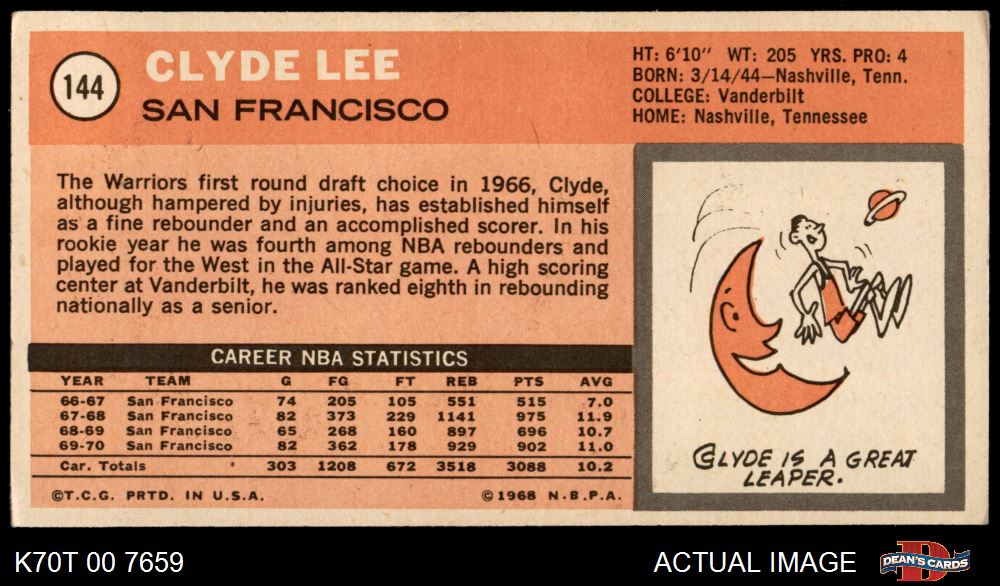 144
CLYDE LEE
SAN FRANCISCO
HT: 6'10" WT: 205 YRS. PRO: 4
BORN: 3/14/44—Nashville, Tenn.
COLLEGE: Vanderbilt
HOME: Nashville, Tennessee
The Warriors first round draft choice in 1966, Clyde,
although hampered by injuries, has established himself
as a fine rebounder and an accomplished scorer. In his
rookie year he was fourth among NBA rebounders and
played for the West in the All-Star game. A high scoring
center at Vanderbilt, he was ranked eighth in rebounding
nationally as a senior.
CAREER NBA STATISTICS
YEAR TEAM G FG FT REB PTS AVG
66-67 San Francisco 74 205 105 551 515 7.0
67-68 San Francisco 82 373 229 1141 975 11.9
68-69 San Francisco 65 268 160 897 696 10.7
69-70 San Francisco 82 362 178 929 902 11.0
Car. Totals 303 1208 672 3518 3088 10.2
©T.C.G. PRTD. IN U.S.A. ©1968 N.B.P.A.
CLYDE IS A GREAT
LEAPER.
K70T 00 7659 ACTUAL IMAGE DEAN'S CARDS